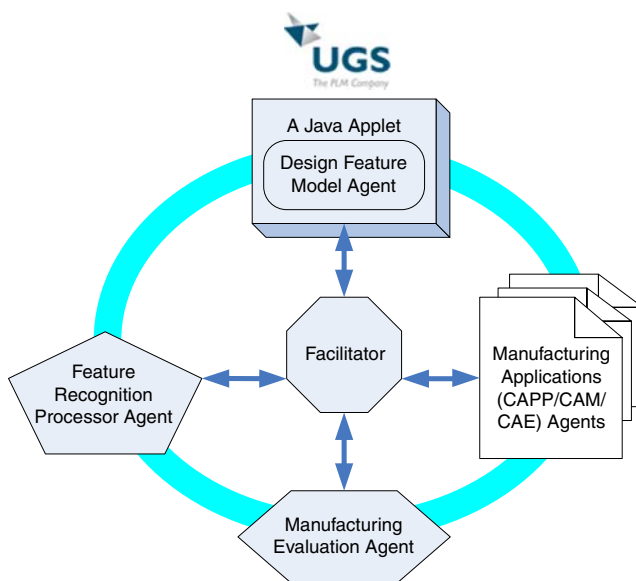 UGS
The PLM Company
A Java Applet
Design Feature
Model Agent
Facilitator
Feature
Recognition
Processor Agent
Manufacturing
Applications
(CAPP/CAM/
CAE) Agents
Manufacturing
Evaluation Agent